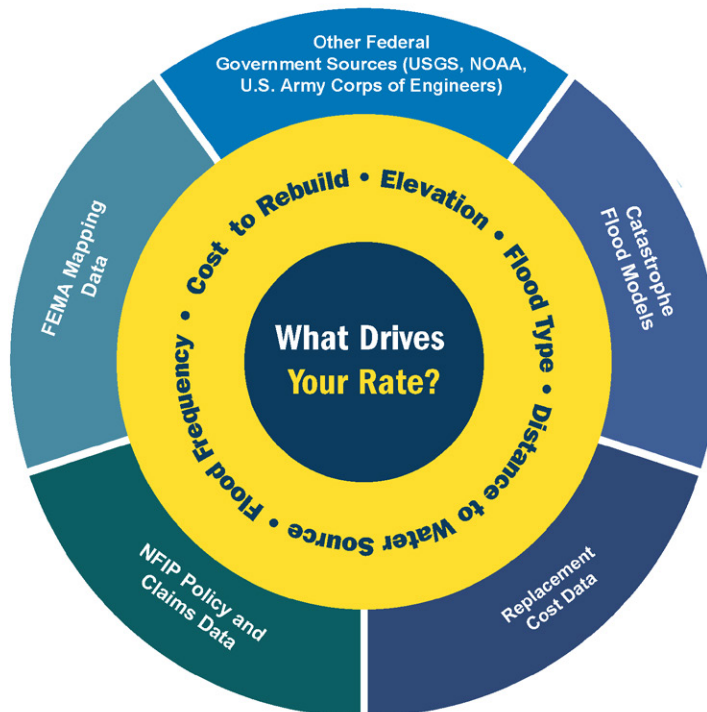 Other Federal
Government Sources (USGS, NOAA,
U.S. Army Corps of Engineers)
Catastrophe
Flood Models
Replacement
Cost Data
NFIP Policy and
Claims Data
FEMA Mapping
Data
Cost to Rebuild • Elevation • Flood Type • Distance to Water Source • Flood Frequency •
What Drives
Your Rate?